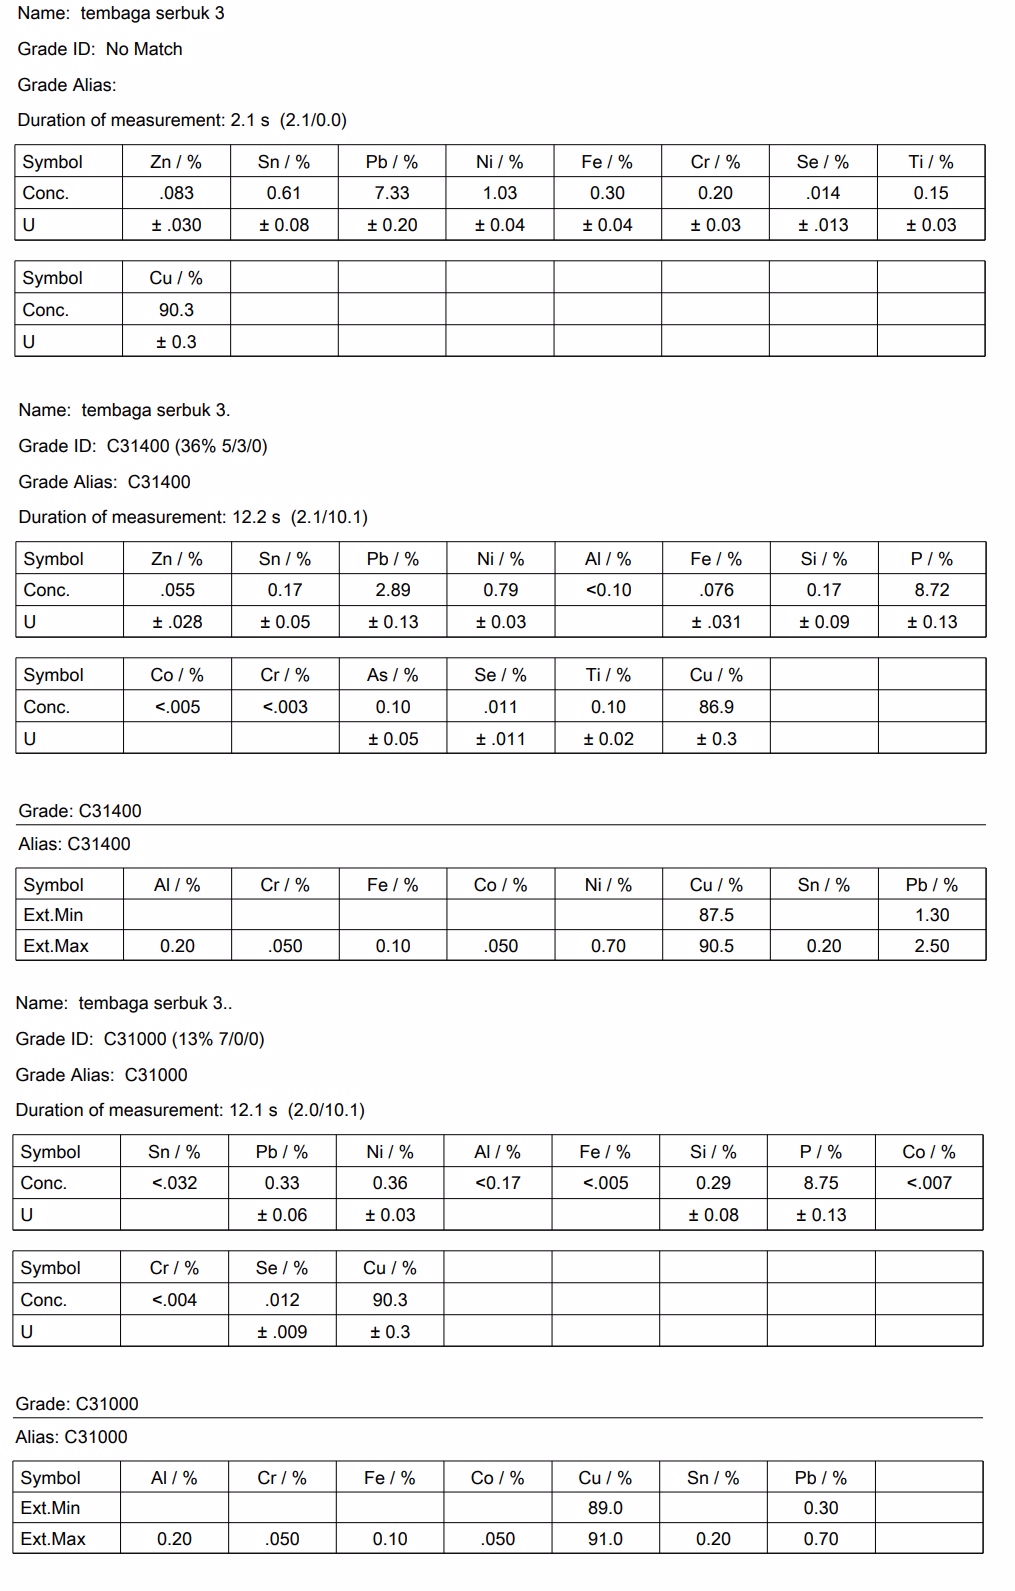 Name: tembaga serbuk 3
Grade ID: No Match
Grade Alias:
Duration of measurement: 2.1 s (2.1/0.0)
Symbol Zn / % Sn / % Pb / % Ni / % Fe / % Cr / % Se / % Ti / %
Conc. .083 0.61 7.33 1.03 0.30 0.20 .014 0.15
U ± .030 ± 0.08 ± 0.20 ± 0.04 ± 0.04 ± 0.03 ± .013 ± 0.03
Symbol Cu / %
Conc. 90.3
U ± 0.3
Name: tembaga serbuk 3.
Grade ID: C31400 (36% 5/3/0)
Grade Alias: C31400
Duration of measurement: 12.2 s (2.1/10.1)
Symbol Zn / % Sn / % Pb / % Ni / % Al / % Fe / % Si / % P / %
Conc. .055 0.17 2.89 0.79 <0.10 .076 0.17 8.72
U ± .028 ± 0.05 ± 0.13 ± 0.03 ± .031 ± 0.09 ± 0.13
Symbol Co / % Cr / % As / % Se / % Ti / % Cu / %
Conc. <.005 <.003 0.10 .011 0.10 86.9
U ± 0.05 ± .011 ± 0.02 ± 0.3
Grade: C31400
Alias: C31400
Symbol Al / % Cr / % Fe / % Co / % Ni / % Cu / % Sn / % Pb / %
Ext.Min 87.5 1.30
Ext.Max 0.20 .050 0.10 .050 0.70 90.5 0.20 2.50
Name: tembaga serbuk 3..
Grade ID: C31000 (13% 7/0/0)
Grade Alias: C31000
Duration of measurement: 12.1 s (2.0/10.1)
Symbol Sn / % Pb / % Ni / % Al / % Fe / % Si / % P / % Co / %
Conc. <.032 0.33 0.36 <0.17 <.005 0.29 8.75 <.007
U ± 0.06 ± 0.03 ± 0.08 ± 0.13
Symbol Cr / % Se / % Cu / %
Conc. <.004 .012 90.3
U ± .009 ± 0.3
Grade: C31000
Alias: C31000
Symbol Al / % Cr / % Fe / % Co / % Cu / % Sn / % Pb / %
Ext.Min 89.0 0.30
Ext.Max 0.20 .050 0.10 .050 91.0 0.20 0.70